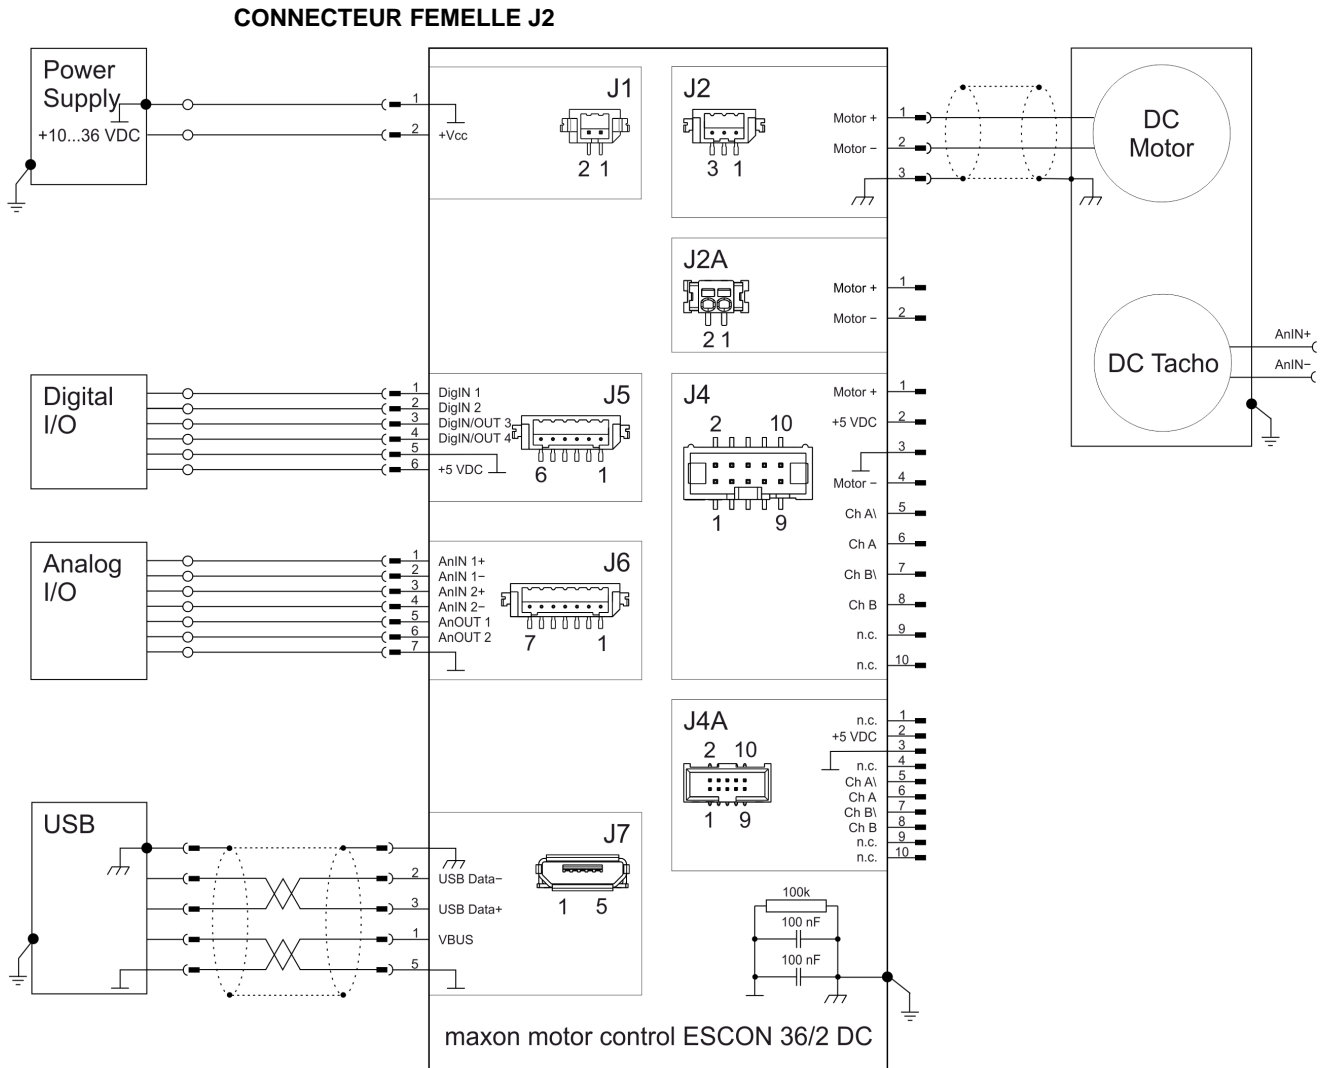 CONNECTEUR FEMELLE J2
Power
Supply
+10...36 VDC
1
2
+Vcc
J1
2 1
J2
3 1
Motor +
Motor −
1
2
3
DC
Motor
J2A
2 1
Motor +
Motor −
1
2
DC Tacho
AnIN+
AnIN−
Digital
I/O
1
2
3
4
5
6
DigIN 1
DigIN 2
DigIN/OUT 3
DigIN/OUT 4
+5 VDC
J5
6 1
J4
2 10
1 9
Motor +
+5 VDC
Motor −
Ch A\
Ch A
Ch B\
Ch B
n.c.
n.c.
1
2
3
4
5
6
7
8
9
10
Analog
I/O
1
2
3
4
5
6
7
AnIN 1+
AnIN 1−
AnIN 2+
AnIN 2−
AnOUT 1
AnOUT 2
J6
7 1
J4A
2 10
1 9
n.c.
+5 VDC
n.c.
Ch A\
Ch A
Ch B\
Ch B
n.c.
n.c.
1
2
3
4
5
6
7
8
9
10
USB
2
3
1
5
USB Data−
USB Data+
VBUS
J7
1 5
100k
100 nF
100 nF
maxon motor control ESCON 36/2 DC